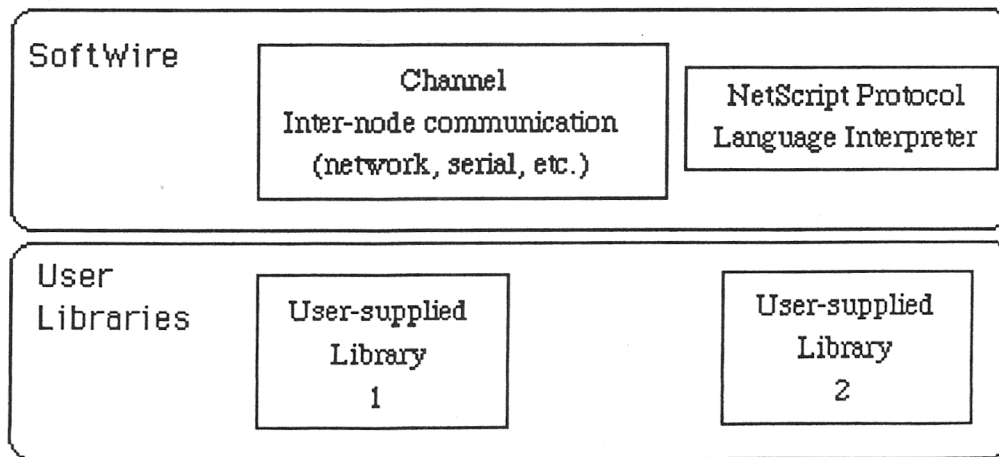 SoftWire
Channel
Inter-node communication
(network, serial, etc.)
NetScript Protocol
Language Interpreter
User
Libraries
User-supplied
Library
1
User-supplied
Library
2